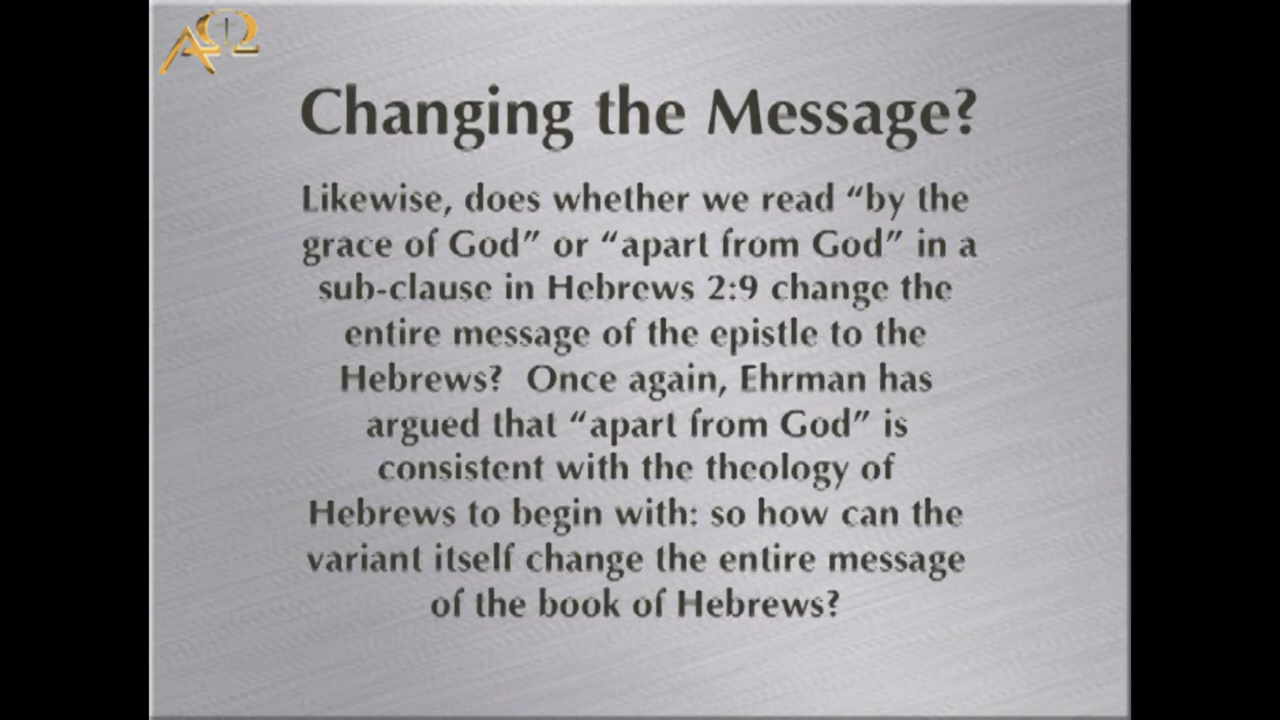 ΑΩ
Changing the Message?
Likewise, does whether we read “by the
grace of God” or “apart from God” in a
sub-clause in Hebrews 2:9 change the
entire message of the epistle to the
Hebrews?  Once again, Ehrman has
argued that “apart from God” is
consistent with the theology of
Hebrews to begin with: so how can the
variant itself change the entire message
of the book of Hebrews?